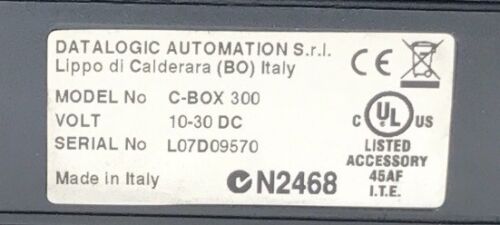 DATALOGIC AUTOMATION S.r.l.
Lippo di Calderara (BO) Italy
CE
MODEL No C-BOX 300
VOLT 10-30 DC
SERIAL No L07D09570
Made in Italy
N2468
C UL US
LISTED
ACCESSORY
45AF
I.T.E.